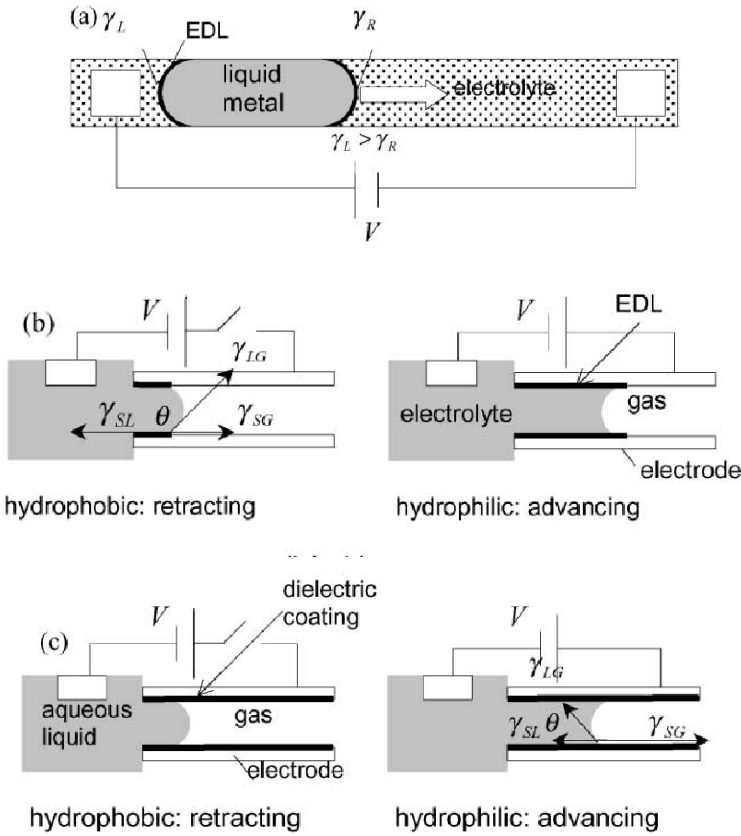 (a) γL EDL γR
liquid
metal
electrolyte
γL > γR
V
(b) V γLG V EDL
γSL θ γSG
electrolyte gas
electrode
hydrophobic: retracting hydrophilic: advancing
dielectric
coating
(c) V V
γLG
aqueous
liquid
gas γSL θ γSG
electrode
hydrophobic: retracting hydrophilic: advancing